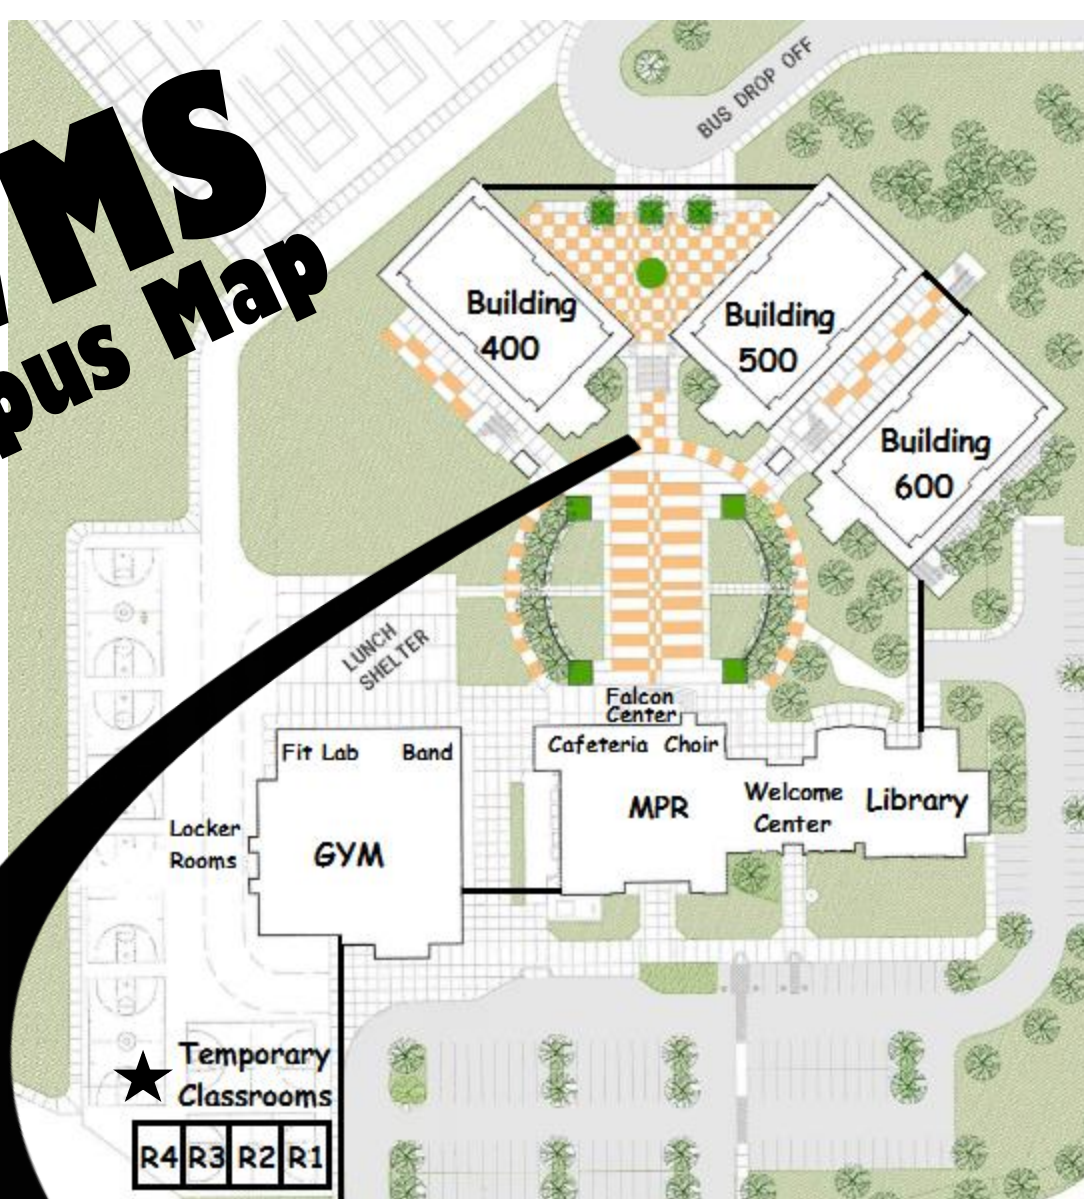 MS
pus Map
BUS DROP OFF
Building
400
Building
500
Building
600
LUNCH
SHELTER
Falcon
Center
Cafeteria Choir
Fit Lab Band
MPR
Welcome
Center
Library
Locker
Rooms
GYM
Temporary
Classrooms
R4 R3 R2 R1